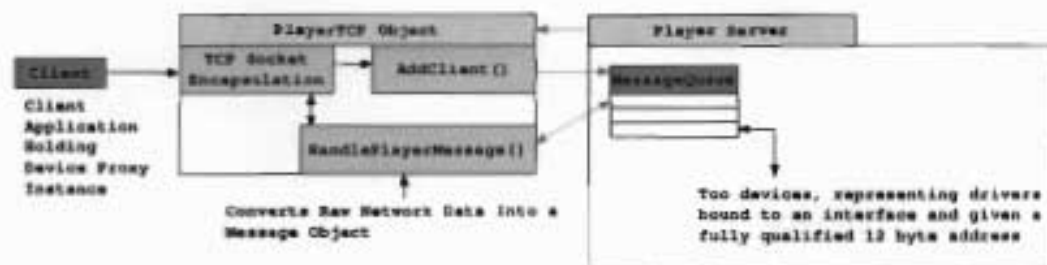 PlayerTCP Object
Player Server
Client
TCP Socket
Encapsulation
AddClient()
MessageQueue
Client
Application
Holding
Device Proxy
Instance
HandlePlayerMessage()
Converts Raw Network Data Into a
Message Object
Too devices, representing drivers
bound to an interface and given a
fully qualified 12 byte address